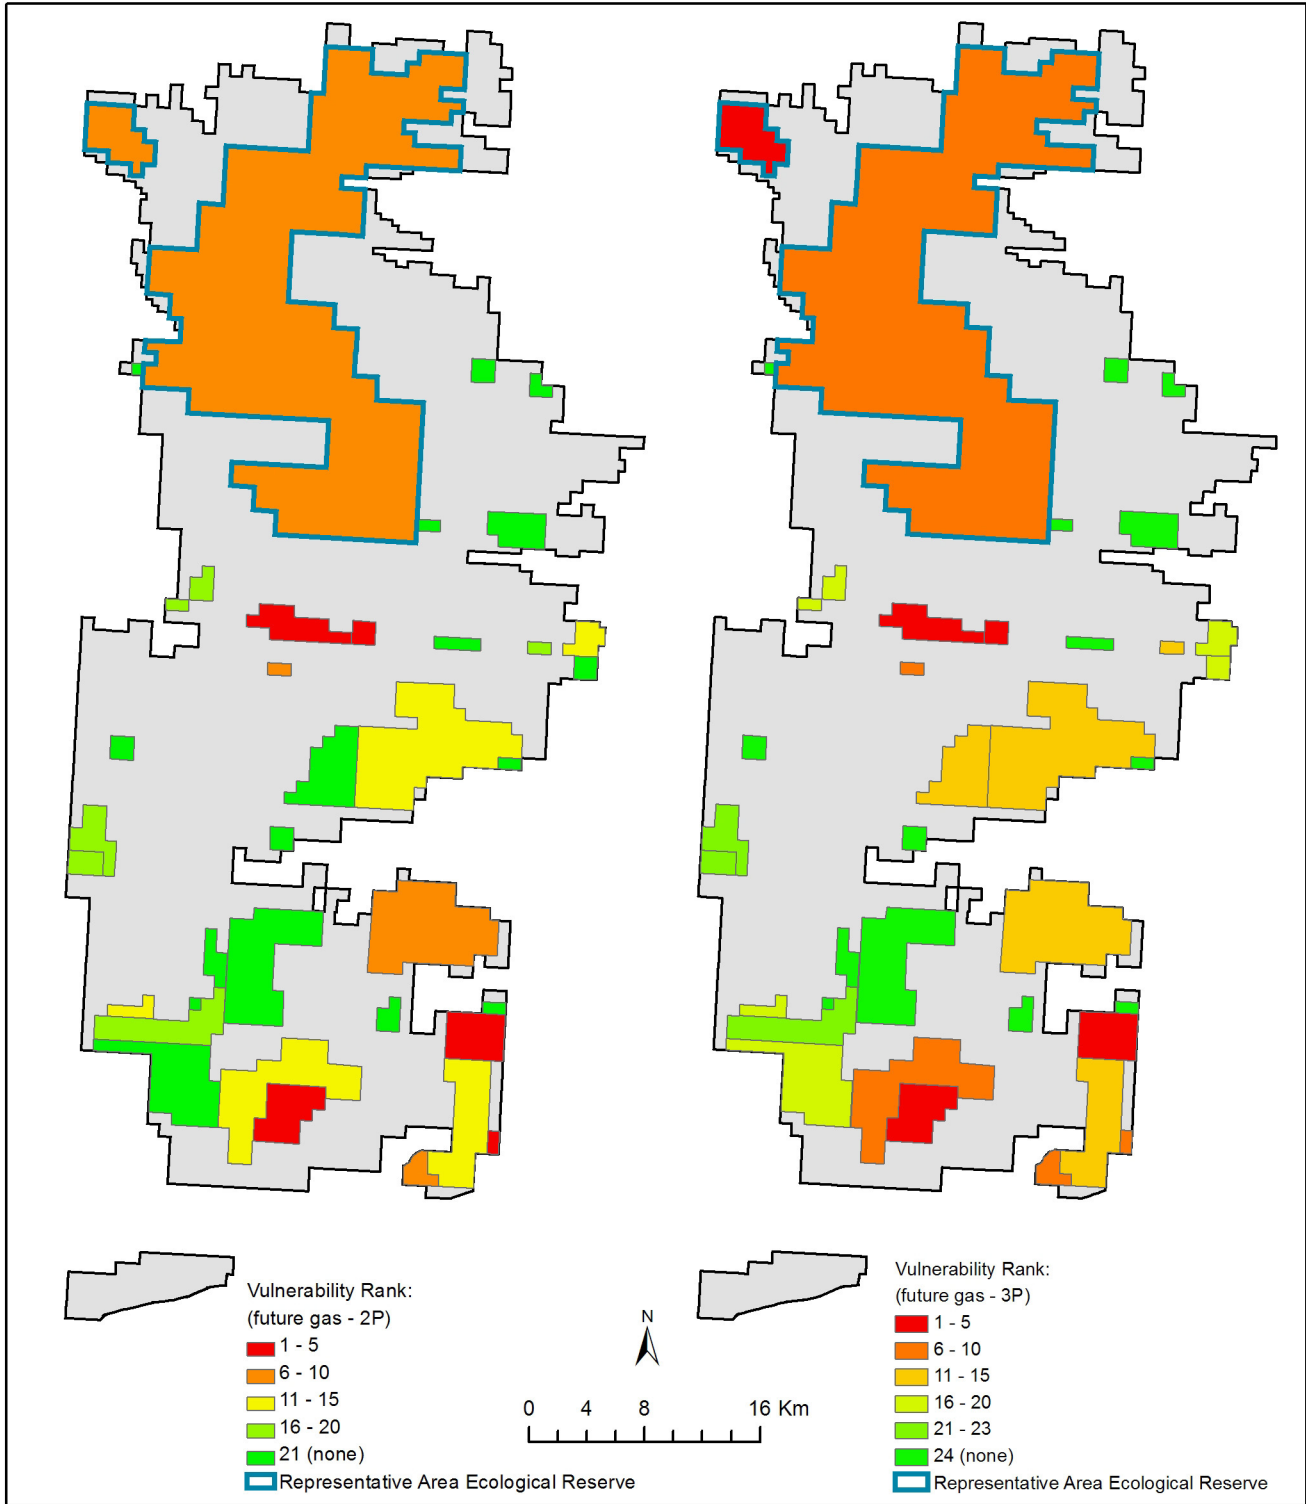 Vulnerability Rank:
(future gas - 2P)
1 - 5
6 - 10
11 - 15
16 - 20
21 (none)
Representative Area Ecological Reserve
N
0 4 8 16 Km
Vulnerability Rank:
(future gas - 3P)
1 - 5
6 - 10
11 - 15
16 - 20
21 - 23
24 (none)
Representative Area Ecological Reserve